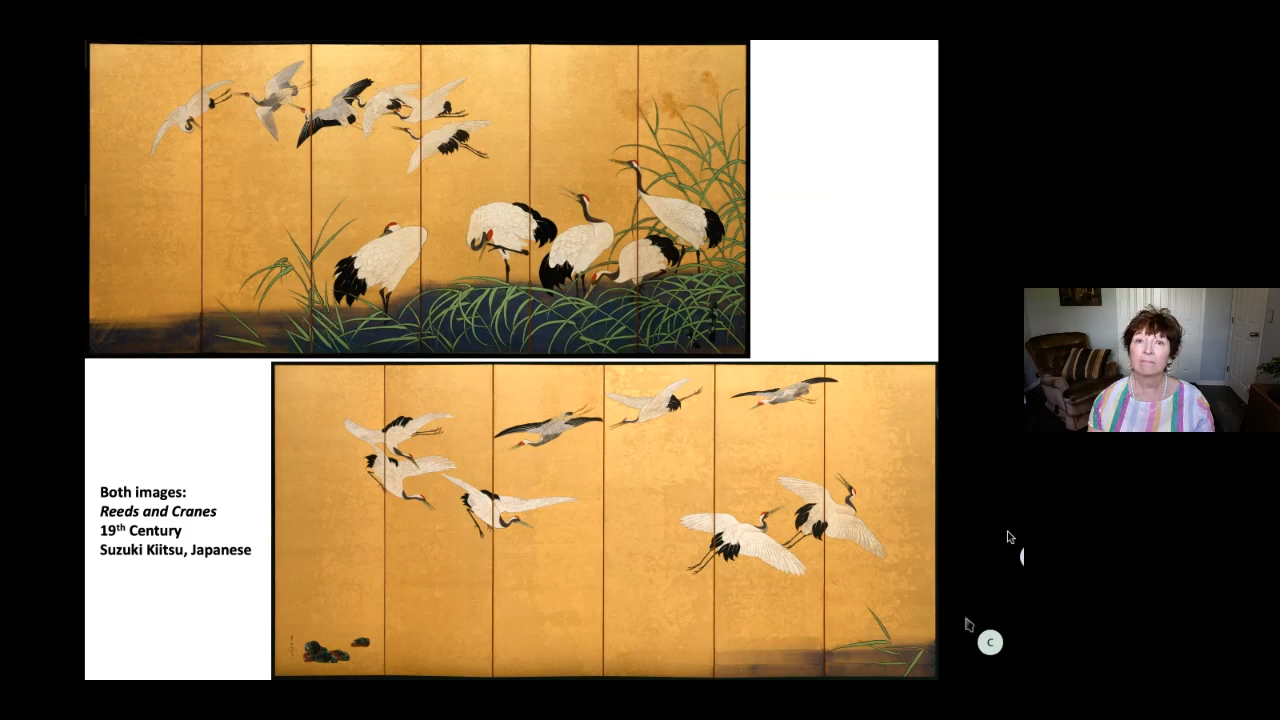 Both images:
Reeds and Cranes
19th Century
Suzuki Kiitsu, Japanese
C